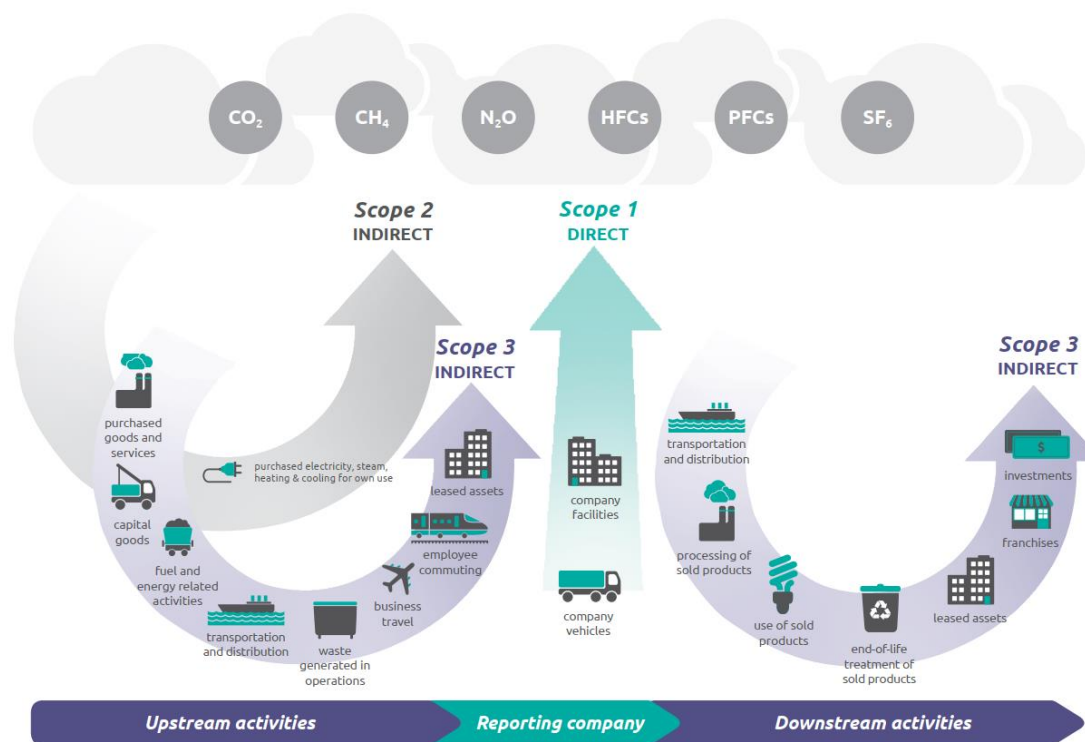 CO₂
CH₄
N₂O
HFCs
PFCs
SF₆
Scope 2
INDIRECT
Scope 1
DIRECT
Scope 3
INDIRECT
Scope 3
INDIRECT
purchased
goods and
services
capital
goods
fuel and
energy related
activities
transportation
and distribution
waste
generated in
operations
business
travel
employee
commuting
leased assets
purchased electricity, steam,
heating & cooling for own use
company
facilities
company
vehicles
transportation
and distribution
processing of
sold products
use of sold
products
end-of-life
treatment of
sold products
leased assets
franchises
$
investments
Upstream activities
Reporting company
Downstream activities